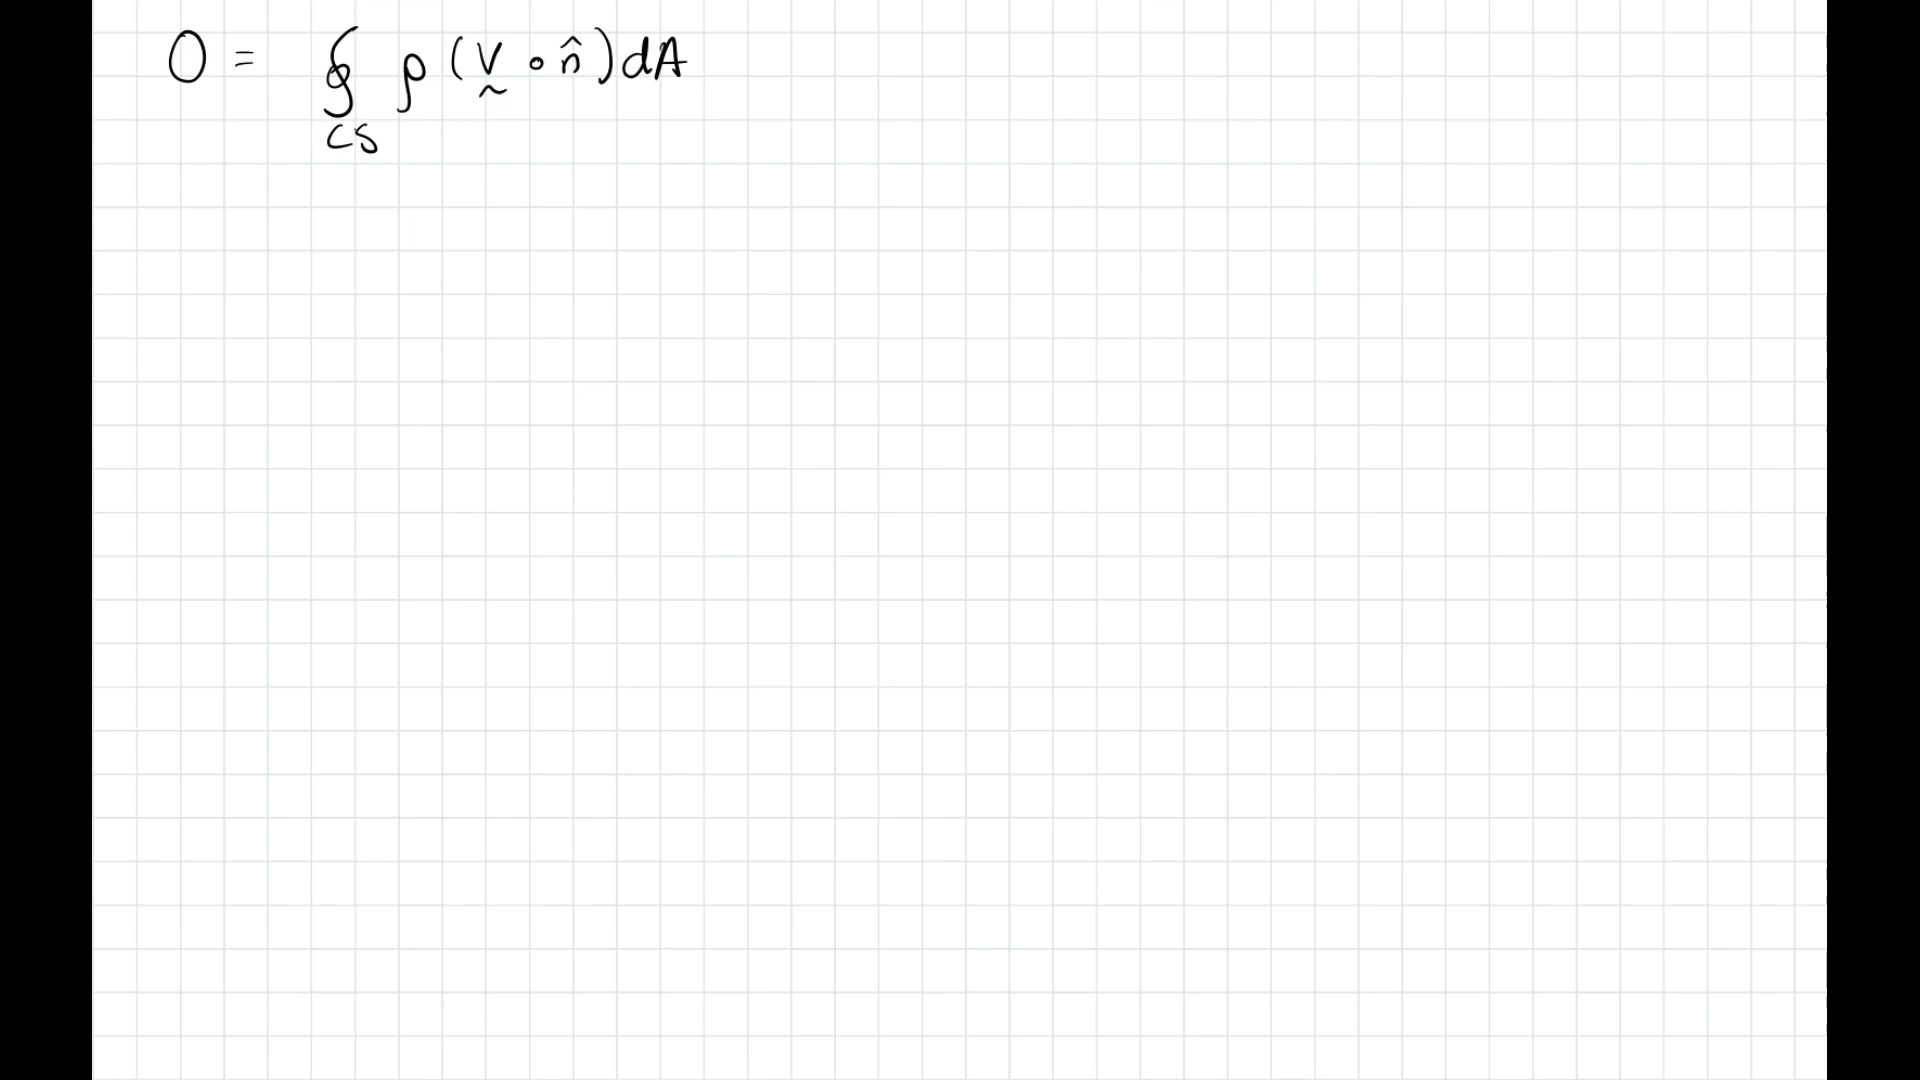 0 = ∮ ρ (V ∘ n̂) dA
~
CS